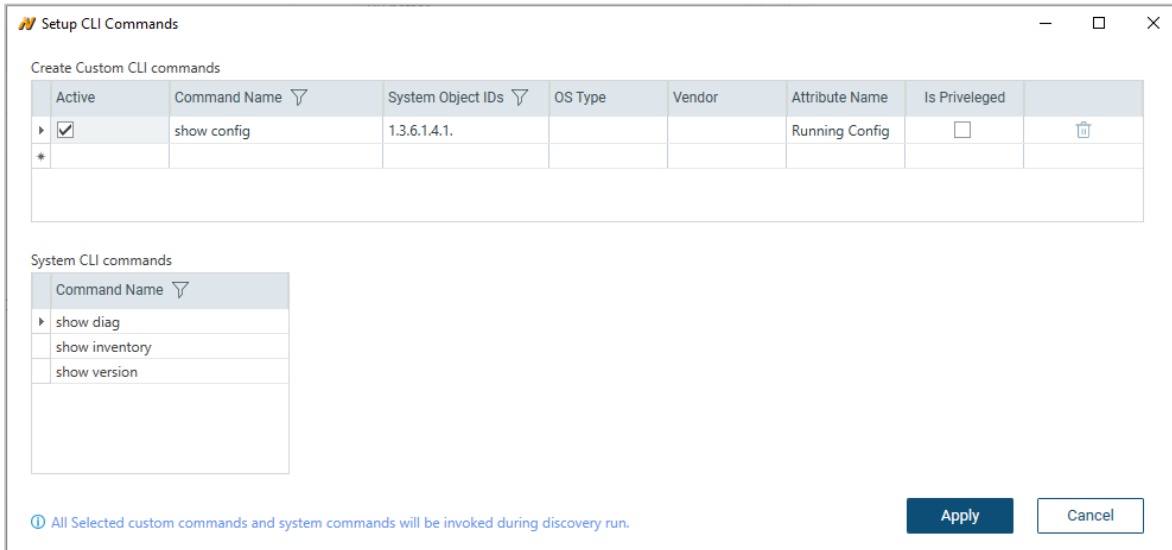 Setup CLI Commands
Create Custom CLI commands
Active Command Name System Object IDs OS Type Vendor Attribute Name Is Priveleged
show config 1.3.6.1.4.1. Running Config
System CLI commands
Command Name
show diag
show inventory
show version
All Selected custom commands and system commands will be invoked during discovery run.
Apply Cancel